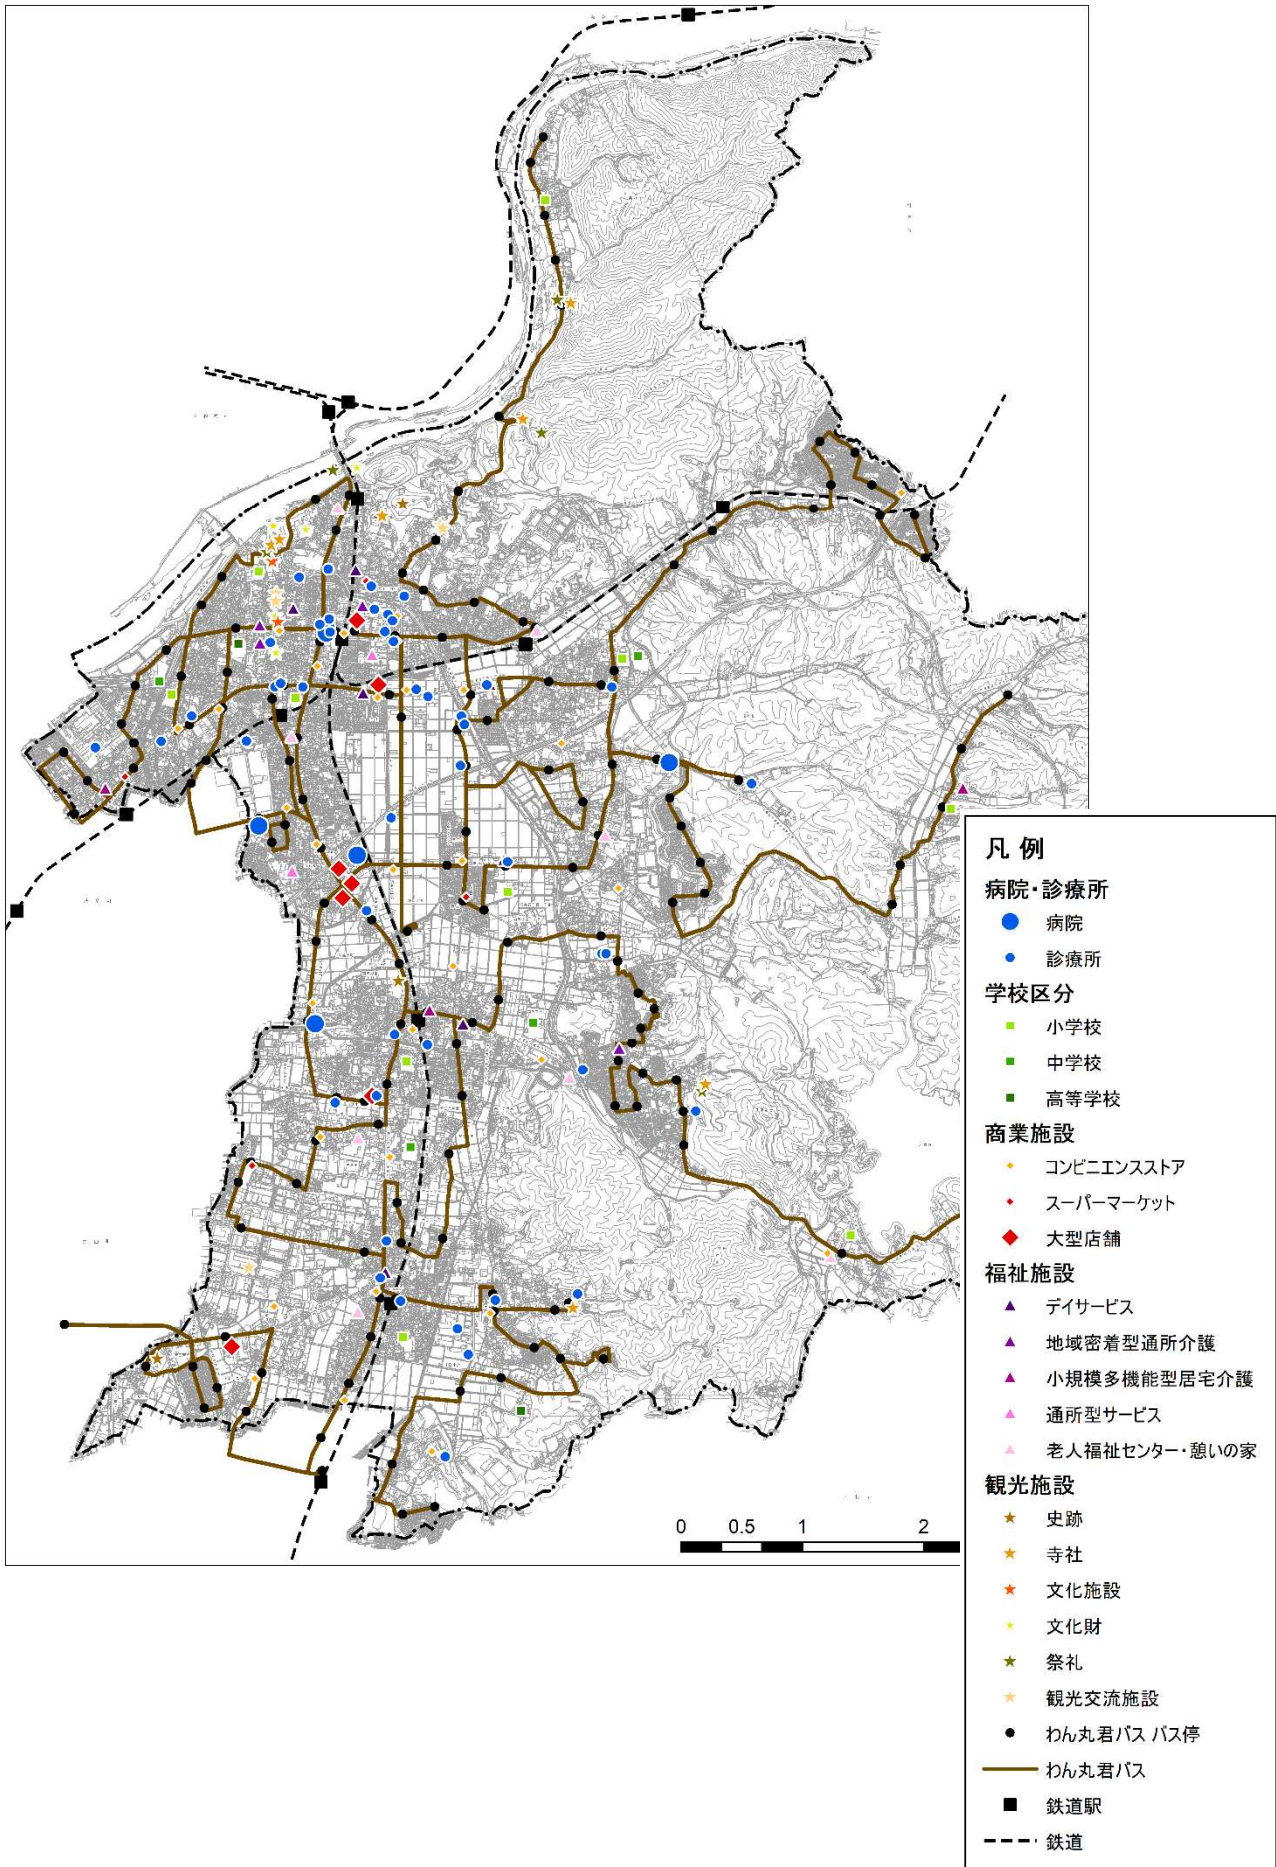 0 0.5 1 2
凡 例
病院・診療所
病院
診療所
学校区分
小学校
中学校
高等学校
商業施設
コンビニエンスストア
スーパーマーケット
大型店舗
福祉施設
デイサービス
地域密着型通所介護
小規模多機能型居宅介護
通所型サービス
老人福祉センター・憩いの家
観光施設
史跡
寺社
文化施設
文化財
祭礼
観光交流施設
わん丸君バス バス停
わん丸君バス
鉄道駅
鉄道